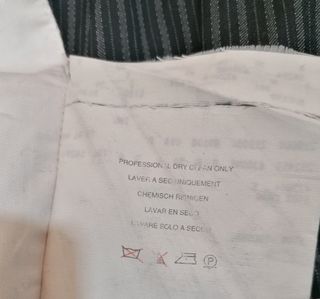 PROFESSIONAL DRY CLEAN ONLY
LAVER A SEC UNIQUEMENT
CHEMISCH REINIGEN
LAVAR EN SECO
LAVARE SOLO A SECCO
P